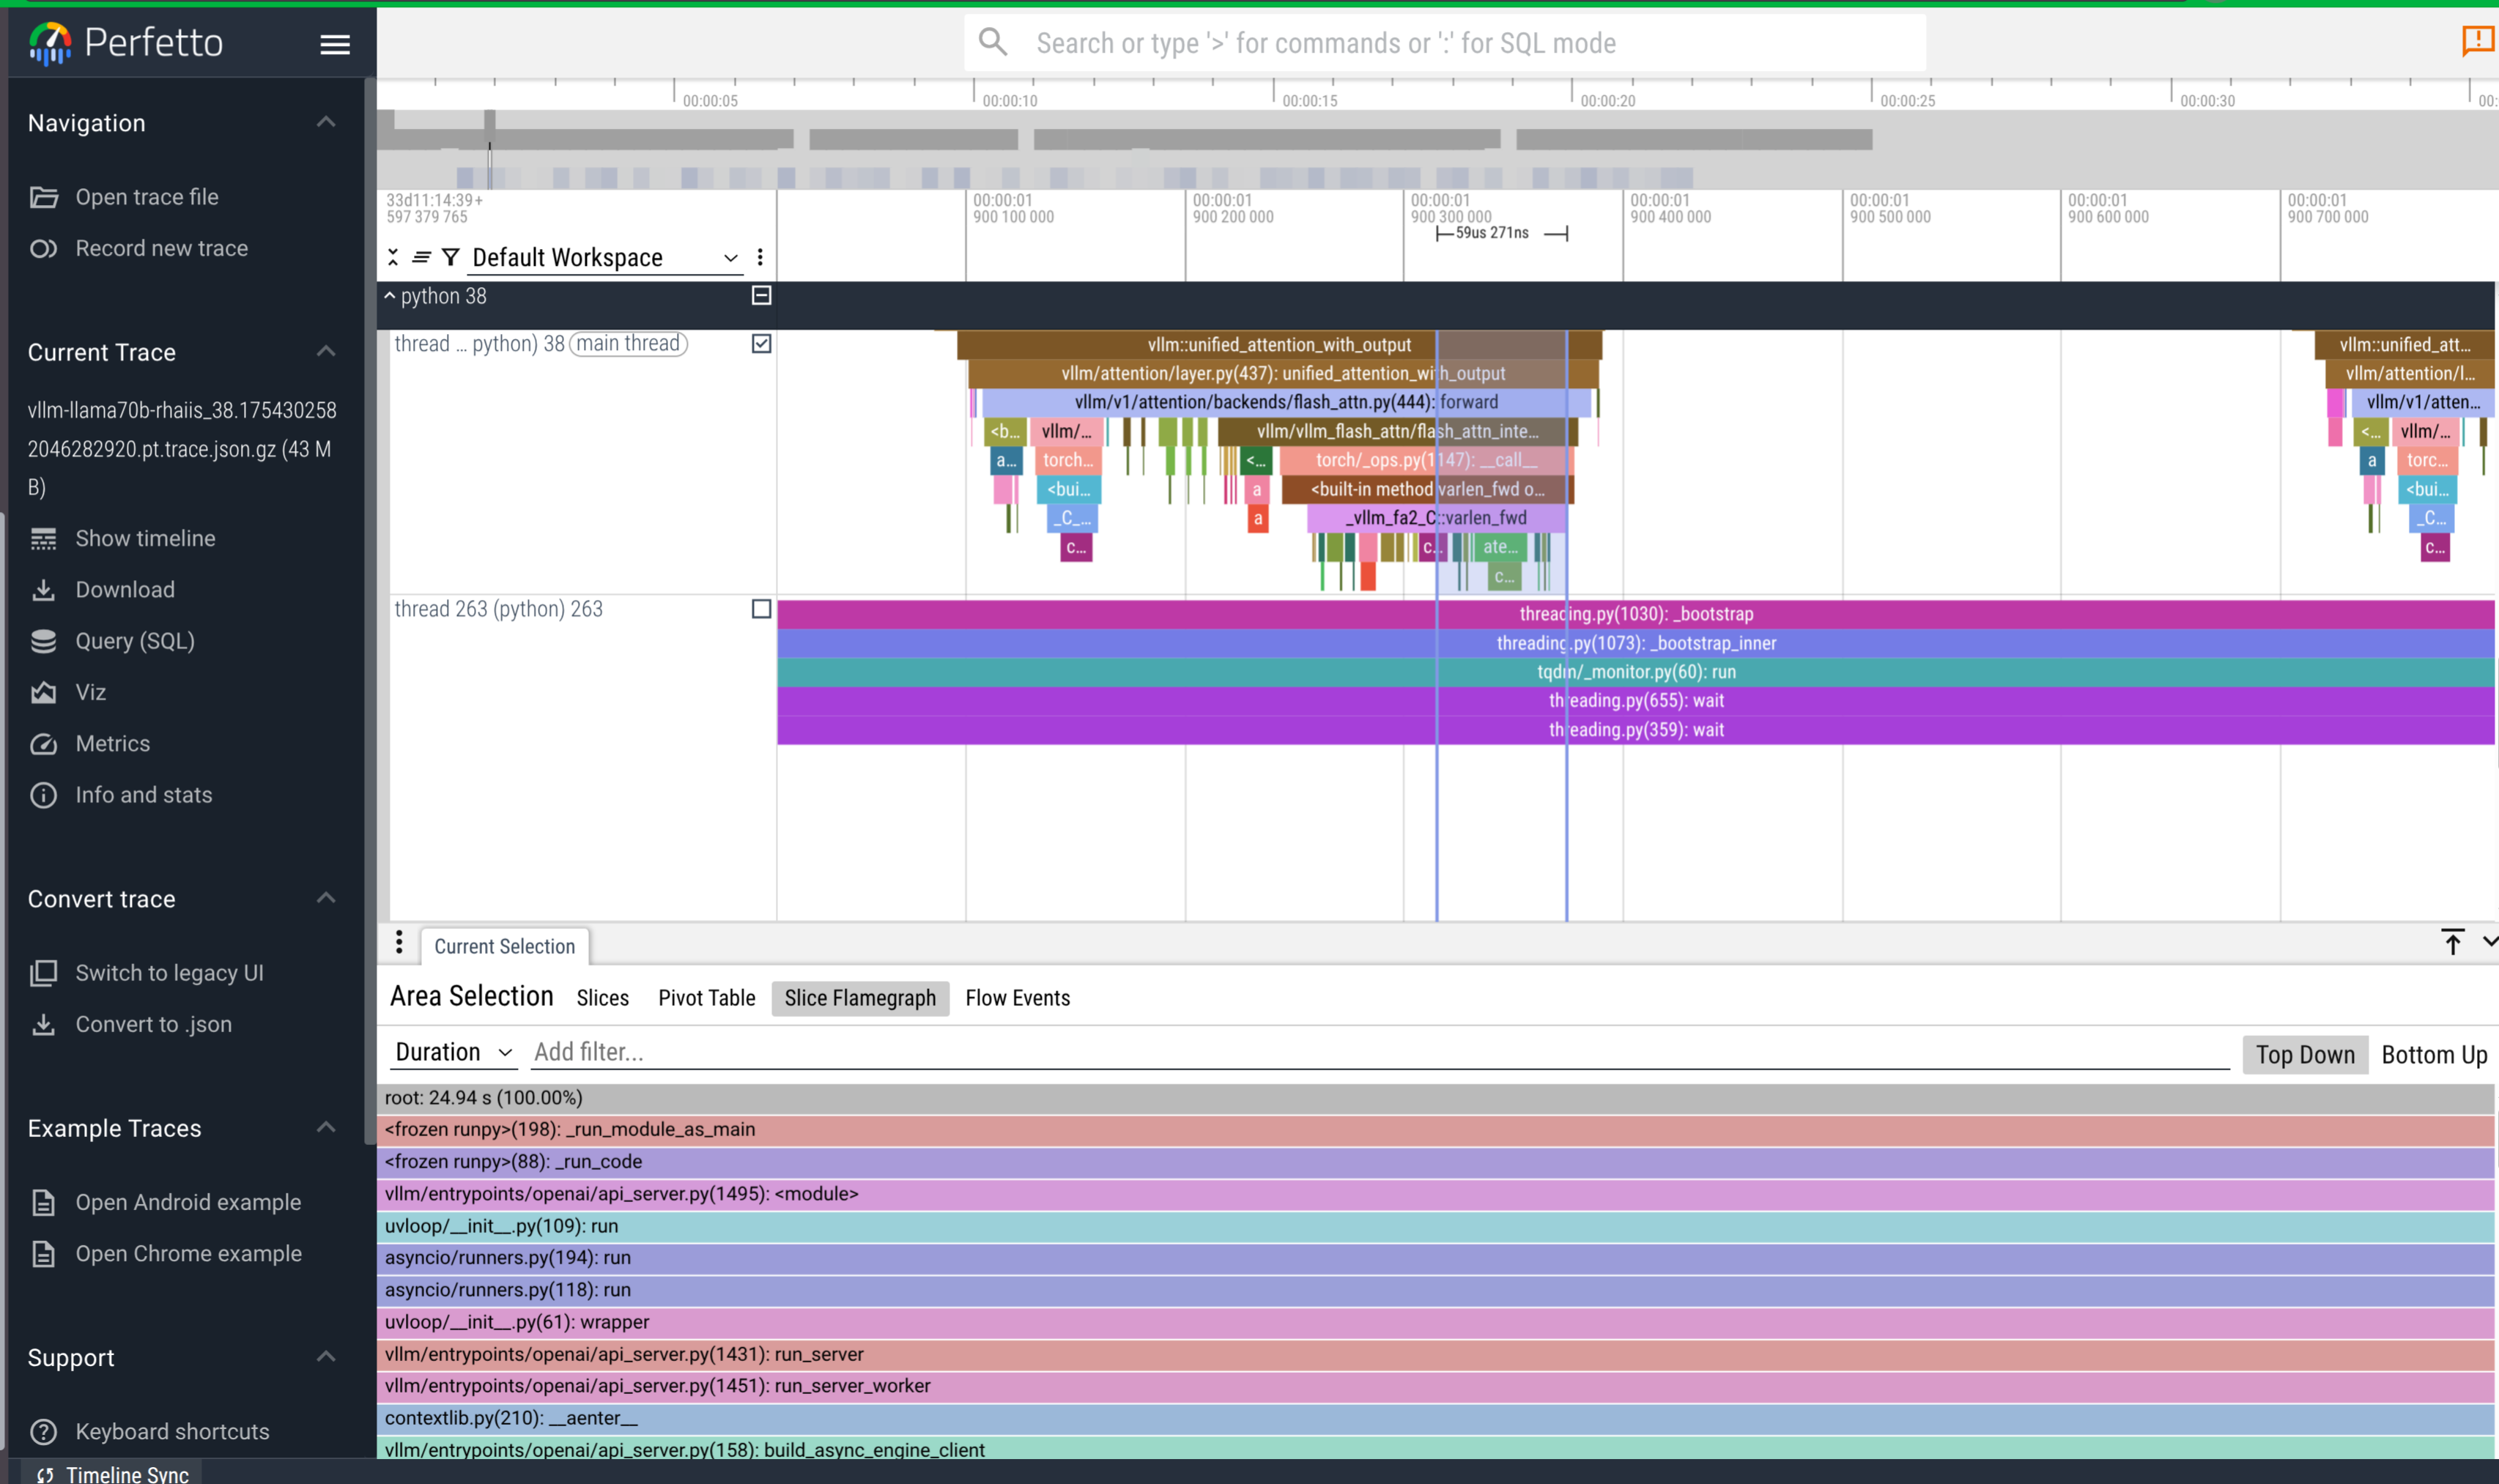 Perfetto
Search or type '>' for commands or ':' for SQL mode
Navigation
Open trace file
Record new trace
Current Trace
vllm-llama70b-rhaiis_38.175430258
2046282920.pt.trace.json.gz (43 M
B)
Show timeline
Download
Query (SQL)
Viz
Metrics
Info and stats
Convert trace
Switch to legacy UI
Convert to .json
Example Traces
Open Android example
Open Chrome example
Support
Keyboard shortcuts
Timeline Sync
00:00:05
00:00:10
00:00:15
00:00:20
00:00:25
00:00:30
00:
33d11:14:39+
597 379 765
00:00:01
900 100 000
00:00:01
900 200 000
00:00:01
900 300 000
00:00:01
900 400 000
00:00:01
900 500 000
00:00:01
900 600 000
00:00:01
900 700 000
59us 271ns
Default Workspace
python 38
thread ... python) 38 main thread
vllm::unified_attention_with_output
vllm::unified_att...
vllm/attention/layer.py(437): unified_attention_with_output
vllm/attention/l...
vllm/v1/attention/backends/flash_attn.py(444): forward
vllm/v1/atten...
<b...
vllm/...
vllm/vllm_flash_attn/flash_attn_inte...
<...
vllm/...
a...
torch...
<...
torch/_ops.py(1147): __call__
a
torc...
<bui...
a
<built-in method varlen_fwd o...
<bui...
_C_...
a
_vllm_fa2_C::varlen_fwd
_C...
c...
c...
ate...
c...
c...
thread 263 (python) 263
threading.py(1030): _bootstrap
threading.py(1073): _bootstrap_inner
tqdm/_monitor.py(60): run
threading.py(655): wait
threading.py(359): wait
Current Selection
Area Selection Slices Pivot Table Slice Flamegraph Flow Events
Duration Add filter... Top Down Bottom Up
root: 24.94 s (100.00%)
<frozen runpy>(198): _run_module_as_main
<frozen runpy>(88): _run_code
vllm/entrypoints/openai/api_server.py(1495): <module>
uvloop/__init__.py(109): run
asyncio/runners.py(194): run
asyncio/runners.py(118): run
uvloop/__init__.py(61): wrapper
vllm/entrypoints/openai/api_server.py(1431): run_server
vllm/entrypoints/openai/api_server.py(1451): run_server_worker
contextlib.py(210): __aenter__
vllm/entrypoints/openai/api_server.py(158): build_async_engine_client